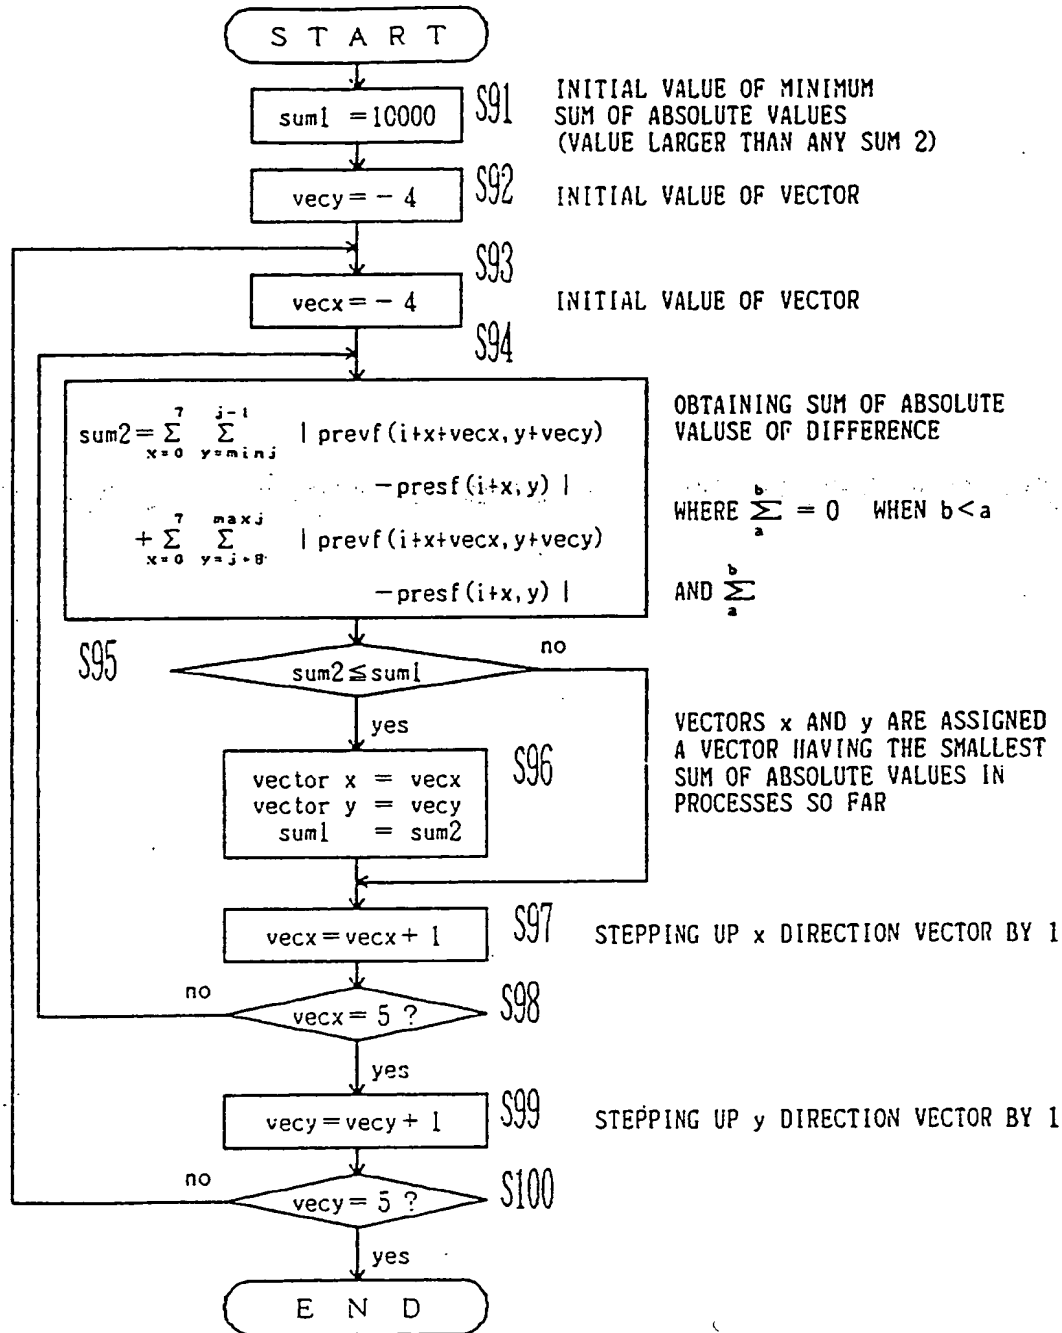 S T A R T
sum1 =10000
S91
INITIAL VALUE OF MINIMUM
SUM OF ABSOLUTE VALUES
(VALUE LARGER THAN ANY SUM 2)
vecy = - 4
S92
INITIAL VALUE OF VECTOR
S93
vecx = - 4
INITIAL VALUE OF VECTOR
S94
sum2 = 7 Σ x=0 j-1 Σ y=minj | prevf(i+x+vecx, y+vecy)
-presf(i+x, y) |
+ 7 Σ x=0 maxj Σ y=j+8 | prevf(i+x+vecx, y+vecy)
-presf(i+x, y) |
OBTAINING SUM OF ABSOLUTE
VALUSE OF DIFFERENCE
WHERE b Σ a = 0 WHEN b<a
AND b Σ a
S95
sum2 ≦ sum1
no
yes
vector x = vecx
vector y = vecy
sum1 = sum2
S96
VECTORS x AND y ARE ASSIGNED
A VECTOR HAVING THE SMALLEST
SUM OF ABSOLUTE VALUES IN
PROCESSES SO FAR
vecx = vecx + 1
S97
STEPPING UP x DIRECTION VECTOR BY 1
no
vecx = 5 ?
S98
yes
vecy = vecy + 1
S99
STEPPING UP y DIRECTION VECTOR BY 1
no
vecy = 5 ?
S100
yes
E N D